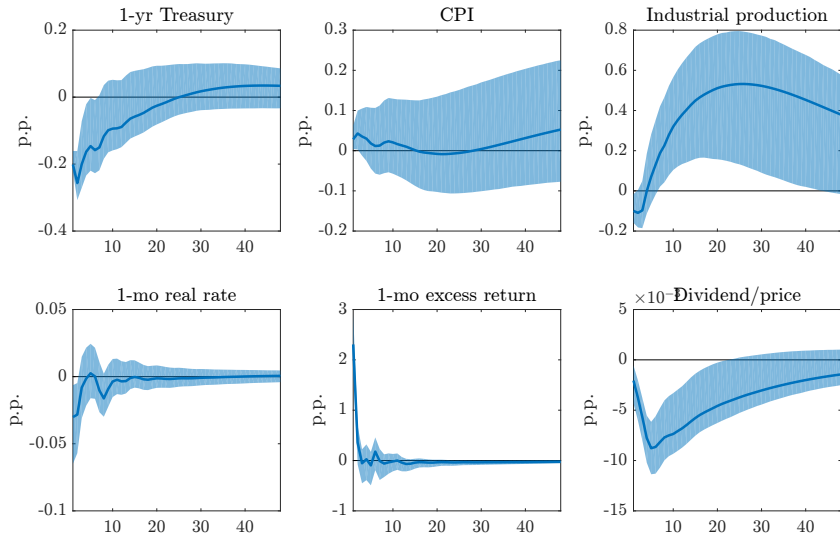 1-yr Treasury
CPI
Industrial production
p.p.
0.2
0
-0.2
-0.4
10 20 30 40
p.p.
0.3
0.2
0.1
0
-0.1
-0.2
10 20 30 40
p.p.
0.8
0.6
0.4
0.2
0
-0.2
10 20 30 40
1-mo real rate
1-mo excess return
Dividend/price
p.p.
0.05
0
-0.05
-0.1
10 20 30 40
p.p.
3
2
1
0
-1
10 20 30 40
×10
p.p.
5
0
-5
-10
-15
10 20 30 40